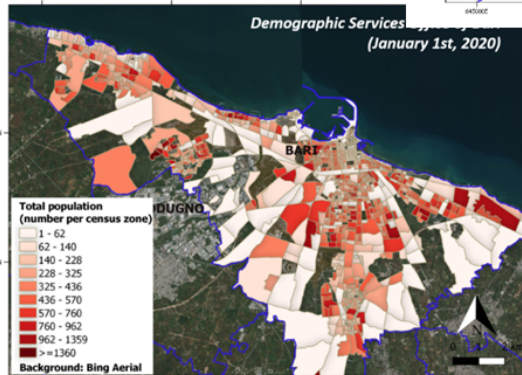 Demographic Services
(January 1st, 2020)
645000E
BARI
Total population
(number per census zone)
1 - 62
62 - 140
140 - 228
228 - 325
325 - 436
436 - 570
570 - 760
760 - 962
962 - 1359
>=1360
Background: Bing Aerial